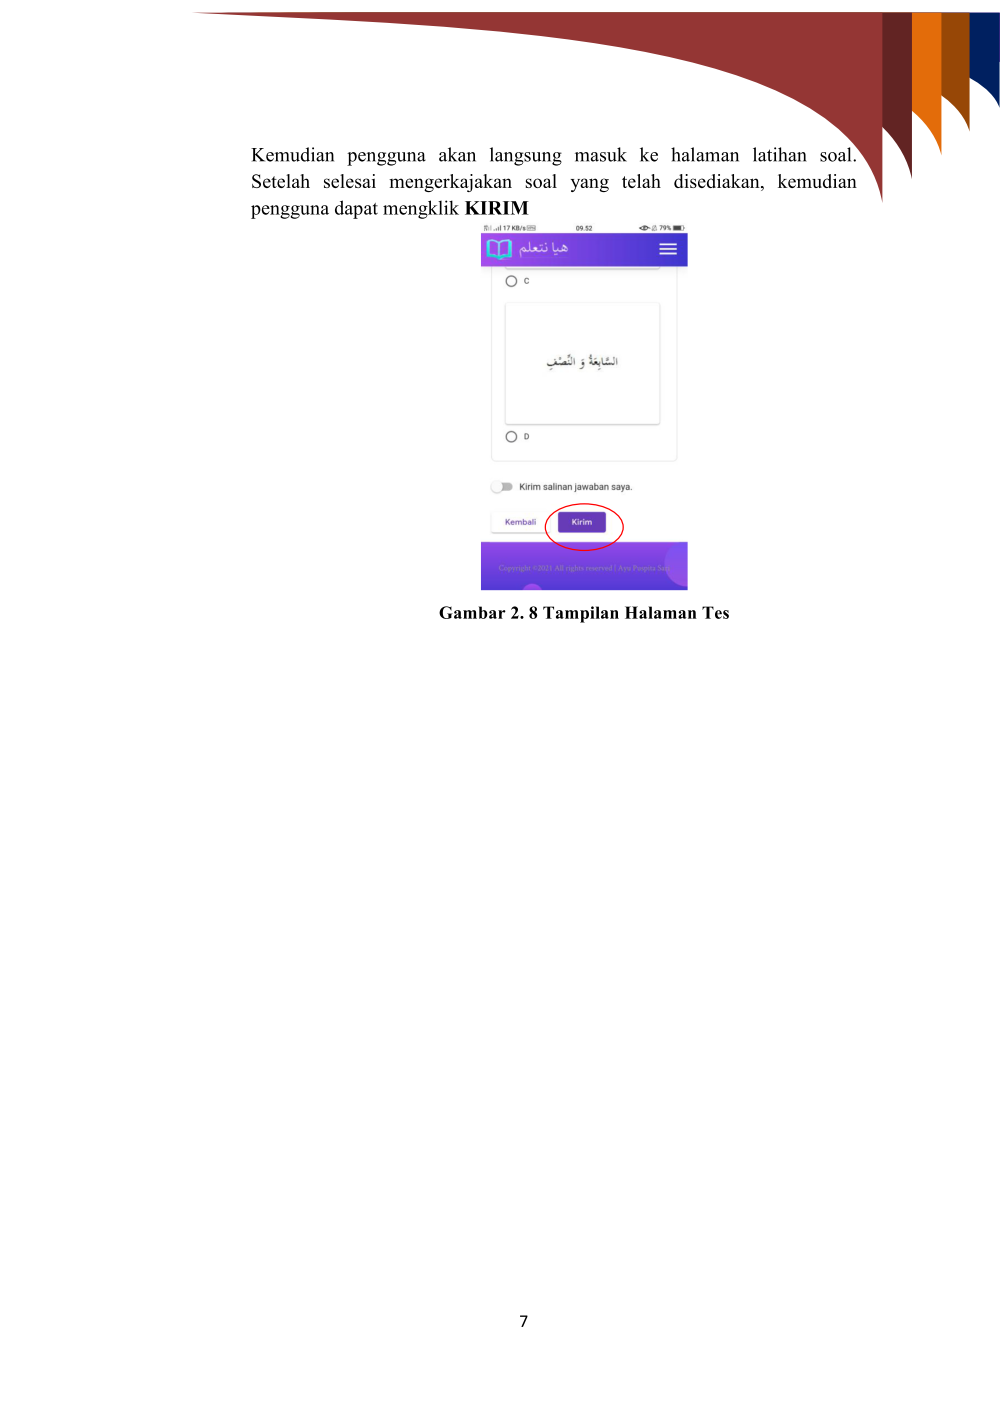 Kemudian pengguna akan langsung masuk ke halaman latihan soal.
Setelah selesai mengerkajakan soal yang telah disediakan, kemudian
pengguna dapat mengklik KIRIM
17 KB/s 09.52 79%
هيا نتعلم
C
السَّابِعَةُ وَ النِّصْفِ
D
Kirim salinan jawaban saya.
Kembali Kirim
Copyright ©2021 All rights reserved | Ayu Puspita Sari
Gambar 2. 8 Tampilan Halaman Tes
7